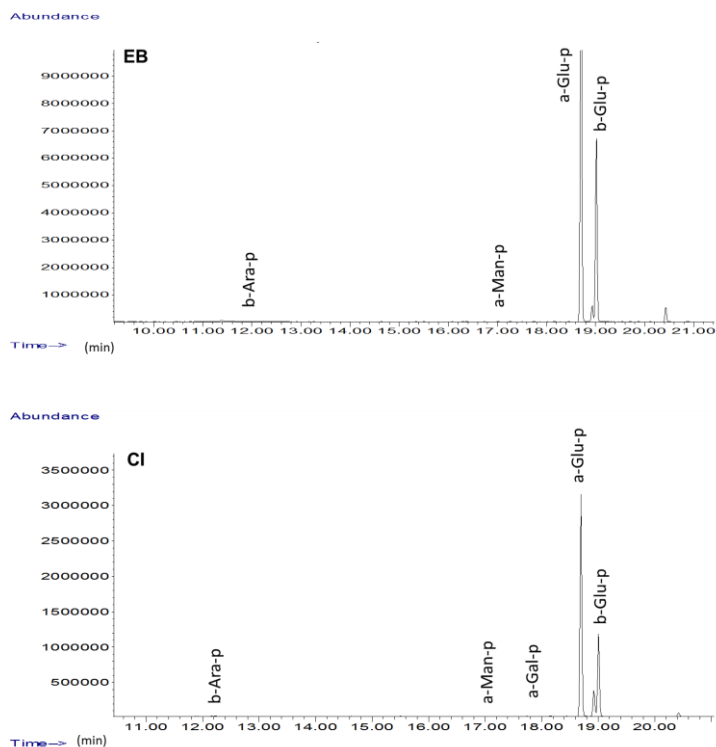 Abundance
EB
9000000
8000000
7000000
6000000
5000000
4000000
3000000
2000000
1000000
b-Ara-p
a-Man-p
a-Glu-p
b-Glu-p
10.00 11.00 12.00 13.00 14.00 15.00 16.00 17.00 18.00 19.00 20.00 21.00
Time--> (min)
Abundance
CI
3500000
3000000
2500000
2000000
1500000
1000000
500000
b-Ara-p
a-Man-p
a-Gal-p
a-Glu-p
b-Glu-p
11.00 12.00 13.00 14.00 15.00 16.00 17.00 18.00 19.00 20.00
Time--> (min)